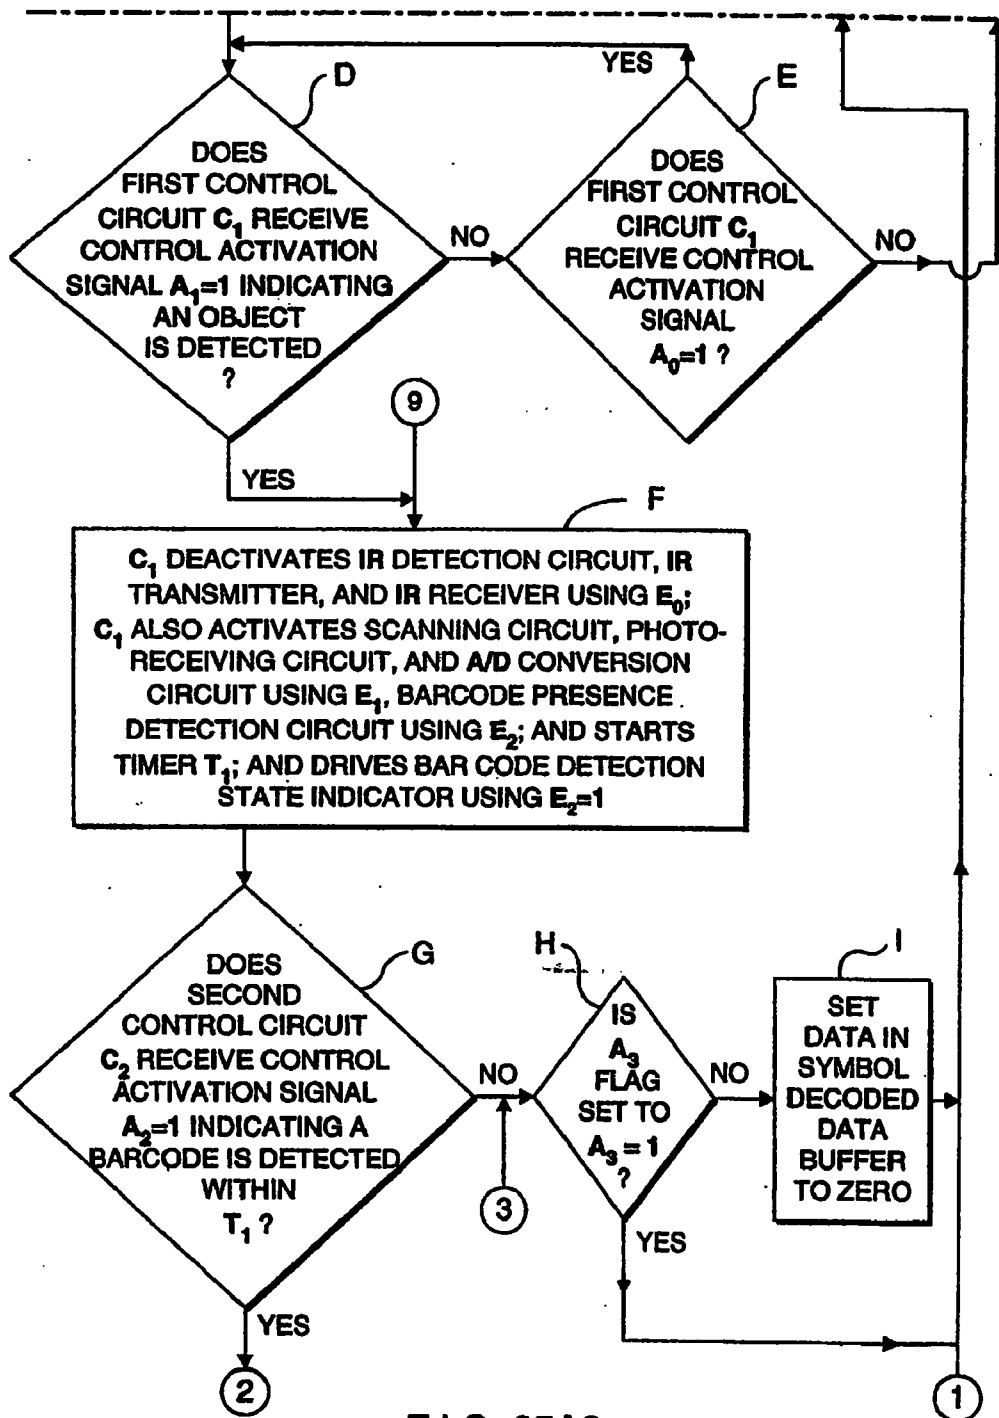 YES
D
E
DOES
FIRST CONTROL
CIRCUIT C₁ RECEIVE
CONTROL ACTIVATION
SIGNAL A₁=1 INDICATING
AN OBJECT
IS DETECTED
?
NO
DOES
FIRST CONTROL
CIRCUIT C₁
RECEIVE CONTROL
ACTIVATION
SIGNAL
A₀=1 ?
NO
9
YES
F
C₁ DEACTIVATES IR DETECTION CIRCUIT, IR
TRANSMITTER, AND IR RECEIVER USING E₀;
C₁ ALSO ACTIVATES SCANNING CIRCUIT, PHOTO-
RECEIVING CIRCUIT, AND A/D CONVERSION
CIRCUIT USING E₁, BARCODE PRESENCE
DETECTION CIRCUIT USING E₂; AND STARTS
TIMER T₁; AND DRIVES BAR CODE DETECTION
STATE INDICATOR USING E₂=1
G
DOES
SECOND
CONTROL CIRCUIT
C₂ RECEIVE CONTROL
ACTIVATION SIGNAL
A₂=1 INDICATING A
BARCODE IS DETECTED
WITHIN
T₁ ?
NO
3
H
IS
A₃
FLAG
SET TO
A₃ = 1
?
NO
I
SET
DATA IN
SYMBOL
DECODED
DATA
BUFFER
TO ZERO
YES
YES
2
1